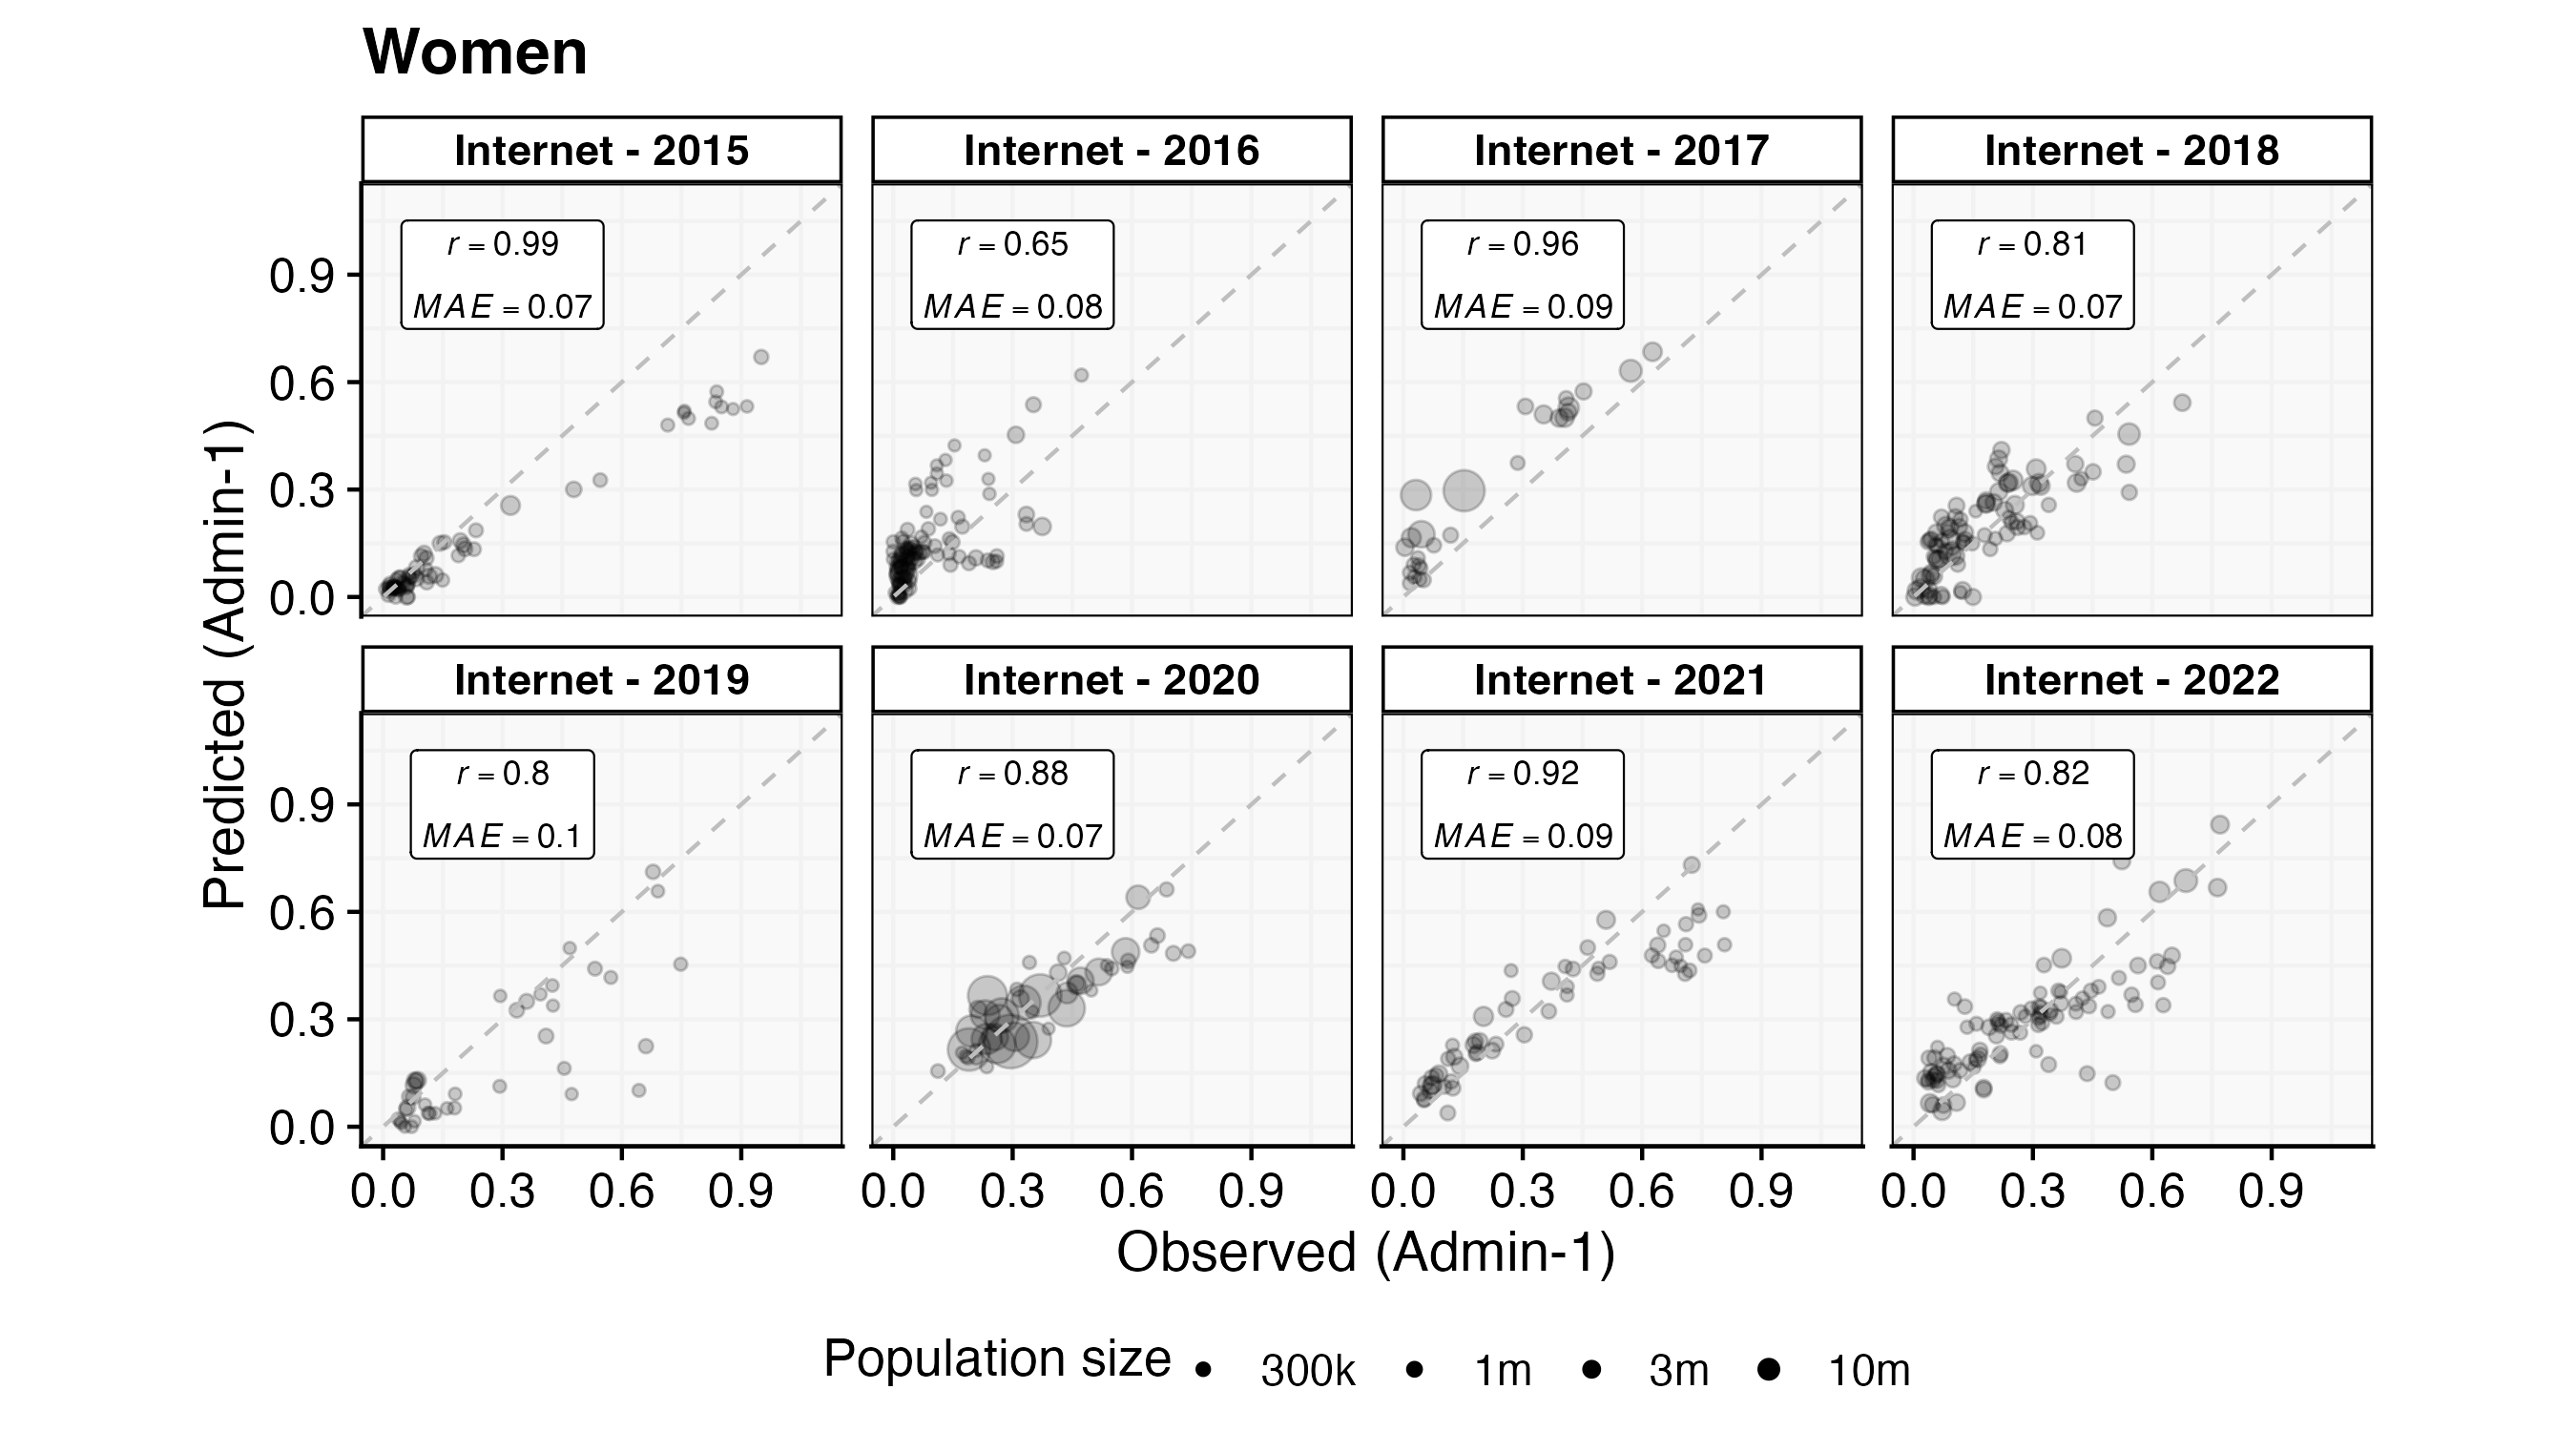 Women
Internet - 2015
Internet - 2016
Internet - 2017
Internet - 2018
r = 0.99
MAE = 0.07
r = 0.65
MAE = 0.08
r = 0.96
MAE = 0.09
r = 0.81
MAE = 0.07
0.9
0.6
0.3
0.0
Internet - 2019
Internet - 2020
Internet - 2021
Internet - 2022
r = 0.8
MAE = 0.1
r = 0.88
MAE = 0.07
r = 0.92
MAE = 0.09
r = 0.82
MAE = 0.08
0.9
0.6
0.3
0.0
Predicted (Admin-1)
0.0 0.3 0.6 0.9 0.0 0.3 0.6 0.9 0.0 0.3 0.6 0.9 0.0 0.3 0.6 0.9
Observed (Admin-1)
Population size 300k 1m 3m 10m